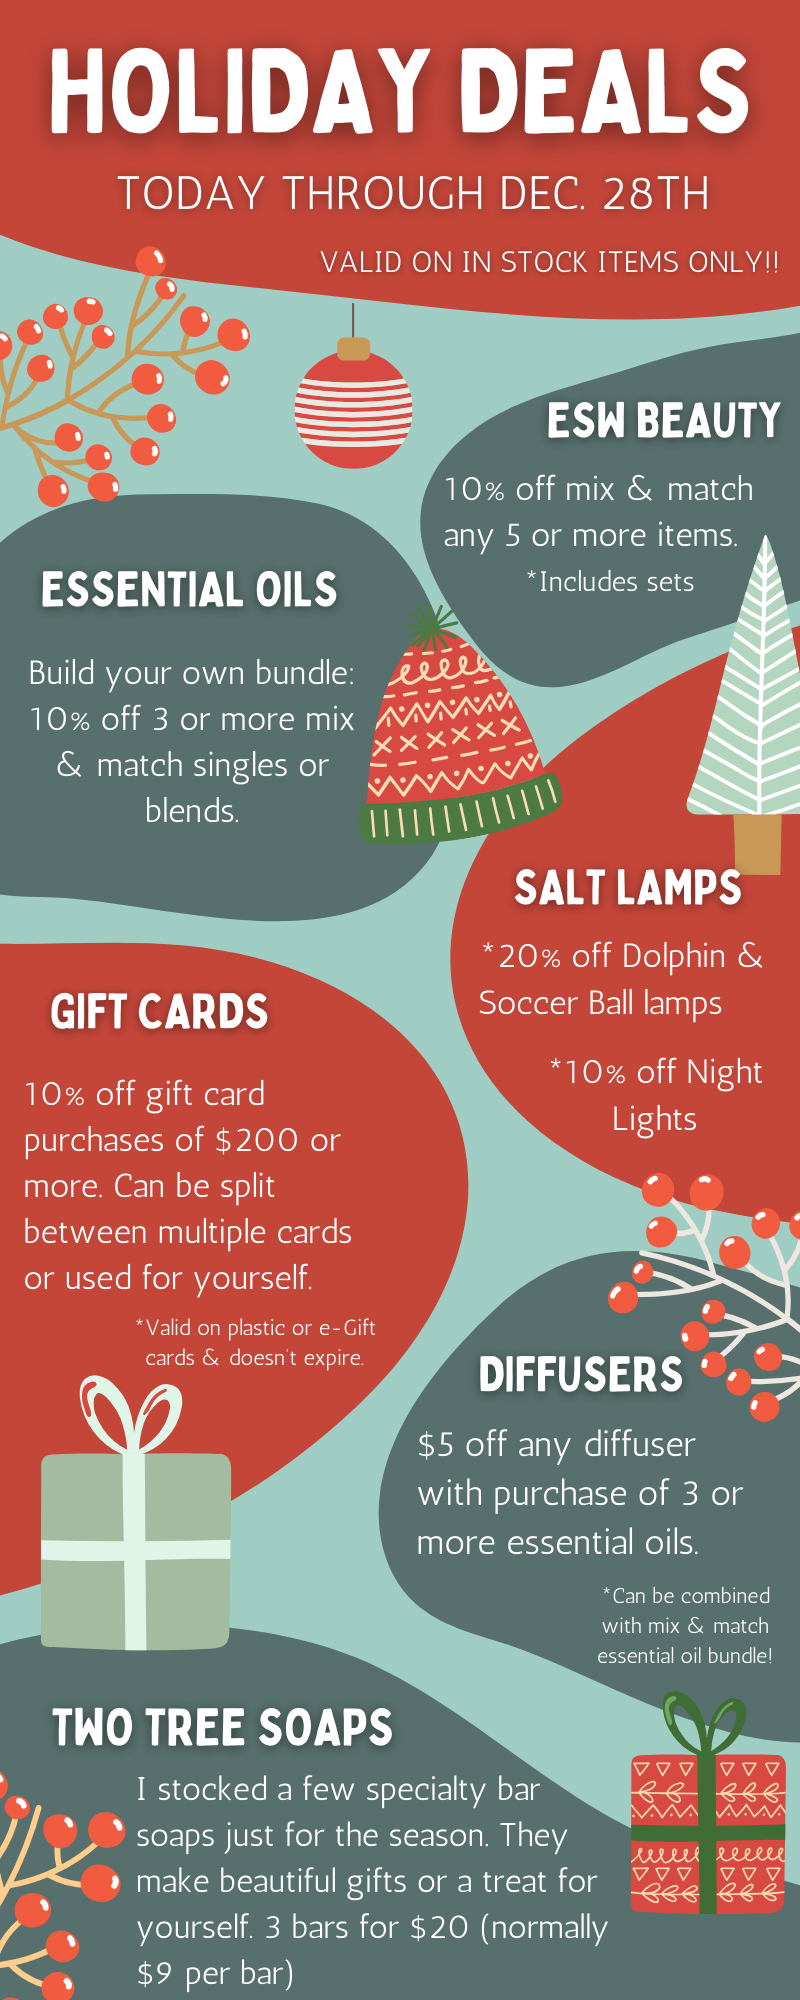 HOLIDAY DEALS
TODAY THROUGH DEC. 28TH
VALID ON IN STOCK ITEMS ONLY!!
ESW BEAUTY
10% off mix & match
any 5 or more items.
*Includes sets
ESSENTIAL OILS
Build your own bundle:
10% off 3 or more mix
& match singles or
blends.
SALT LAMPS
*20% off Dolphin &
Soccer Ball lamps
*10% off Night
Lights
GIFT CARDS
10% off gift card
purchases of $200 or
more. Can be split
between multiple cards
or used for yourself.
*Valid on plastic or e-Gift
cards & doesn't expire.
DIFFUSERS
$5 off any diffuser
with purchase of 3 or
more essential oils.
*Can be combined
with mix & match
essential oil bundle!
TWO TREE SOAPS
I stocked a few specialty bar
soaps just for the season. They
make beautiful gifts or a treat for
yourself. 3 bars for $20 (normally
$9 per bar)